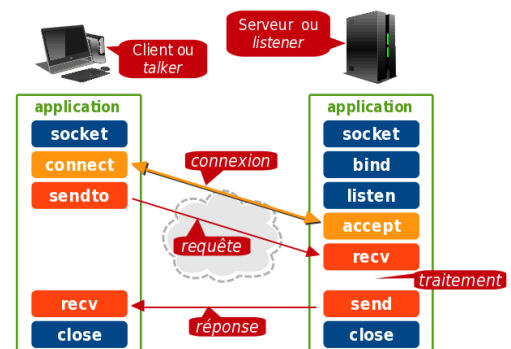 Client ou
talker
Serveur ou
listener
application
socket
connect
sendto
recv
close
connexion
requête
réponse
application
socket
bind
listen
accept
recv
traitement
send
close